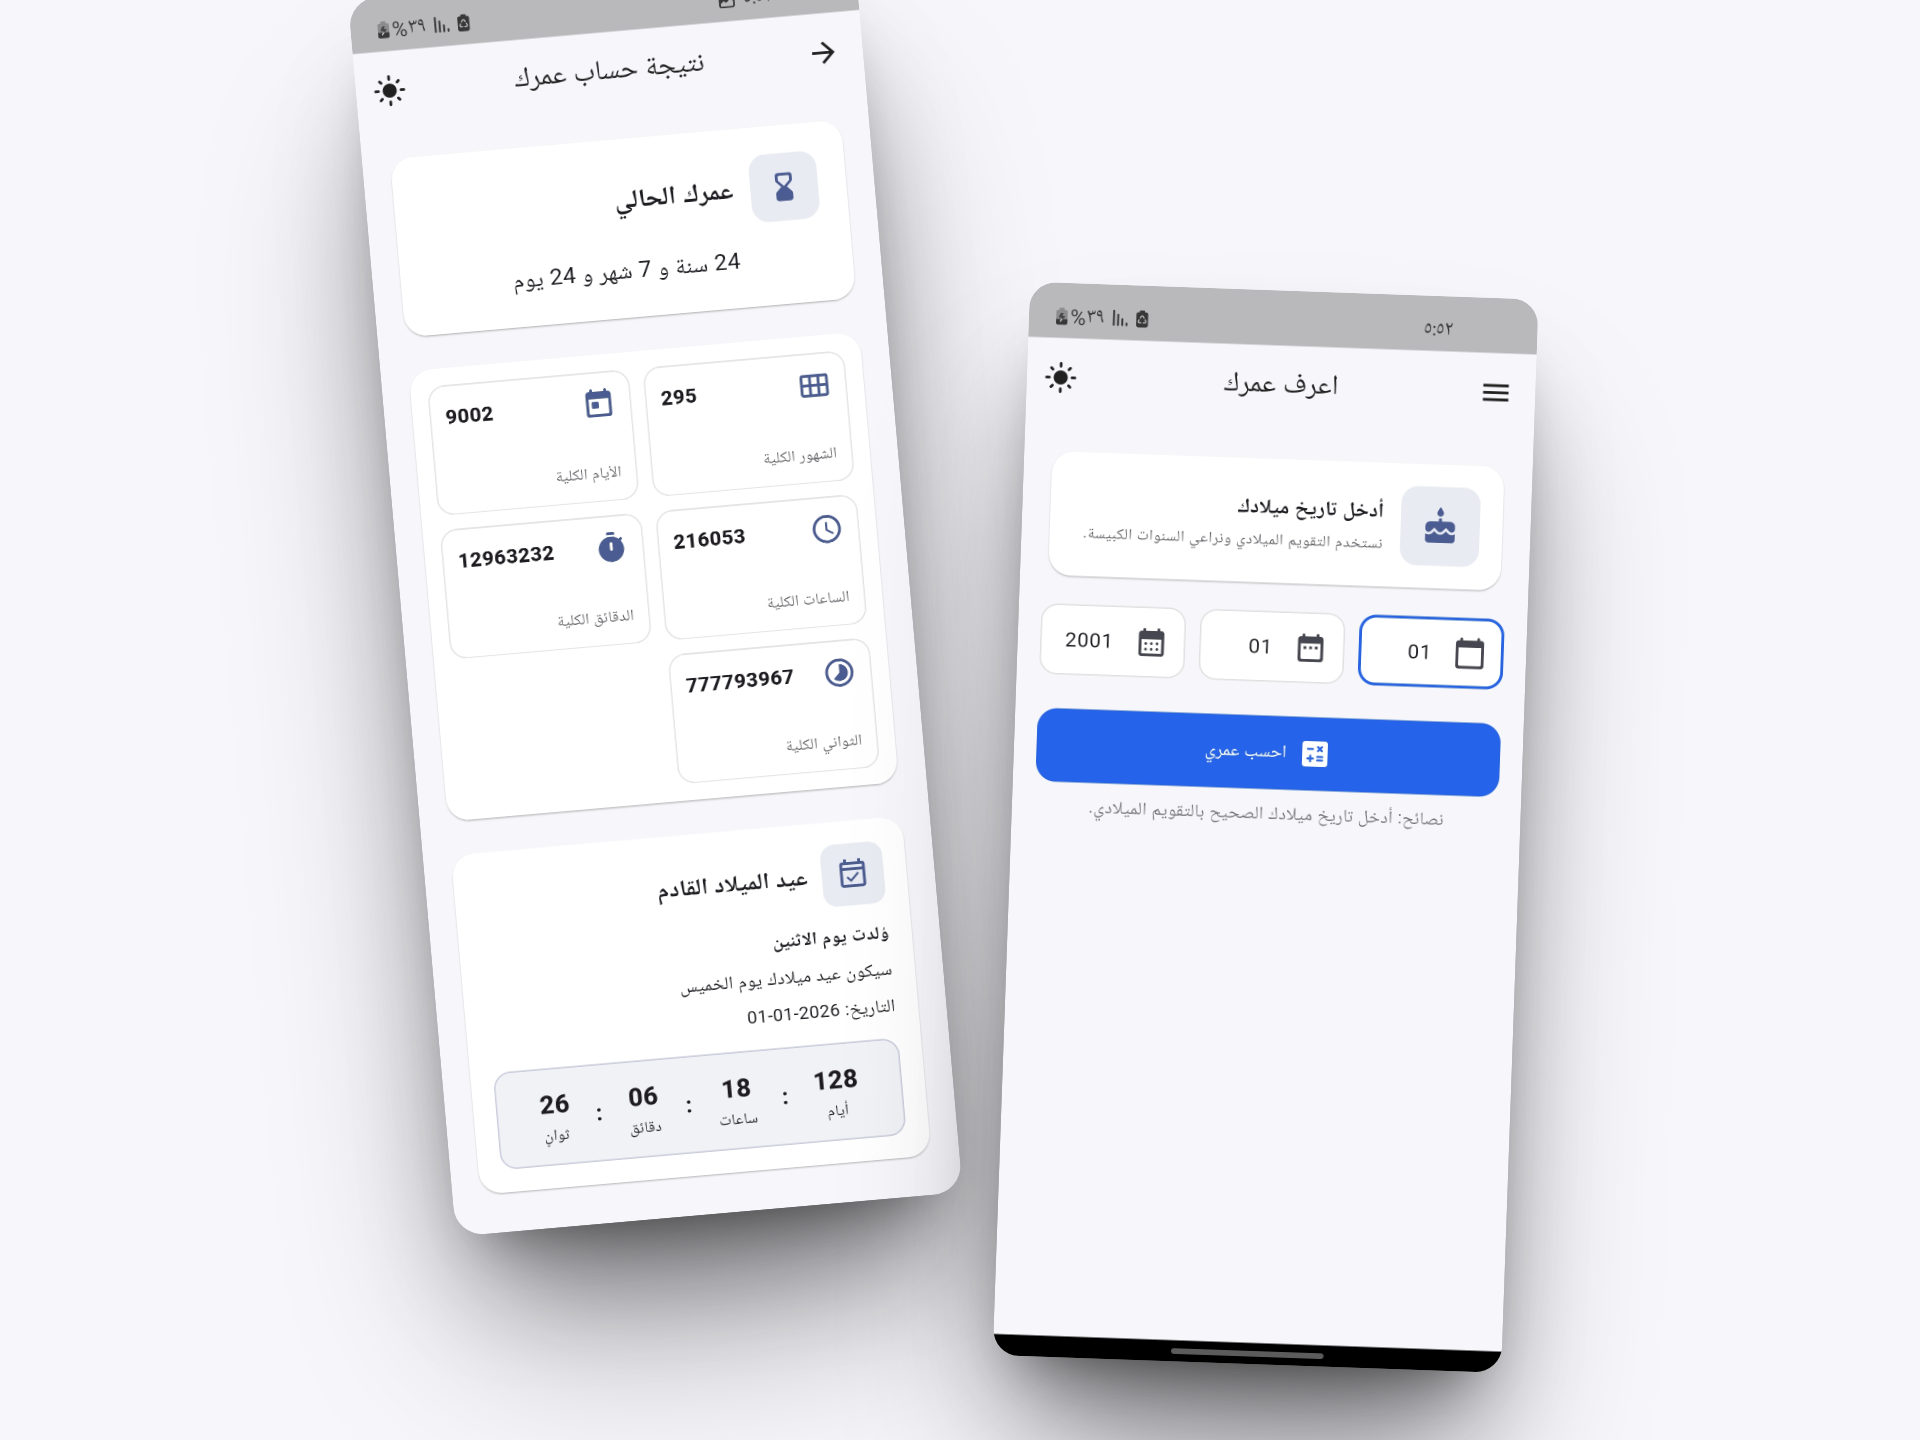 %٣٩
نتيجة حساب عمرك
عمرك الحالي
24 سنة و 7 شهر و 24 يوم
295
الشهور الكلية
9002
الأيام الكلية
216053
الساعات الكلية
12963232
الدقائق الكلية
777793967
الثواني الكلية
عيد الميلاد القادم
وُلدت يوم الاثنين
سيكون عيد ميلادك يوم الخميس
التاريخ: 2026-01-01
128 : 18 : 06 : 26
أيام ساعات دقائق ثوانٍ
٥:٥٢ %٣٩
اعرف عمرك
أدخل تاريخ ميلادك
نستخدم التقويم الميلادي ونراعي السنوات الكبيسة.
01 01 2001
احسب عمري
نصائح: أدخل تاريخ ميلادك الصحيح بالتقويم الميلادي.